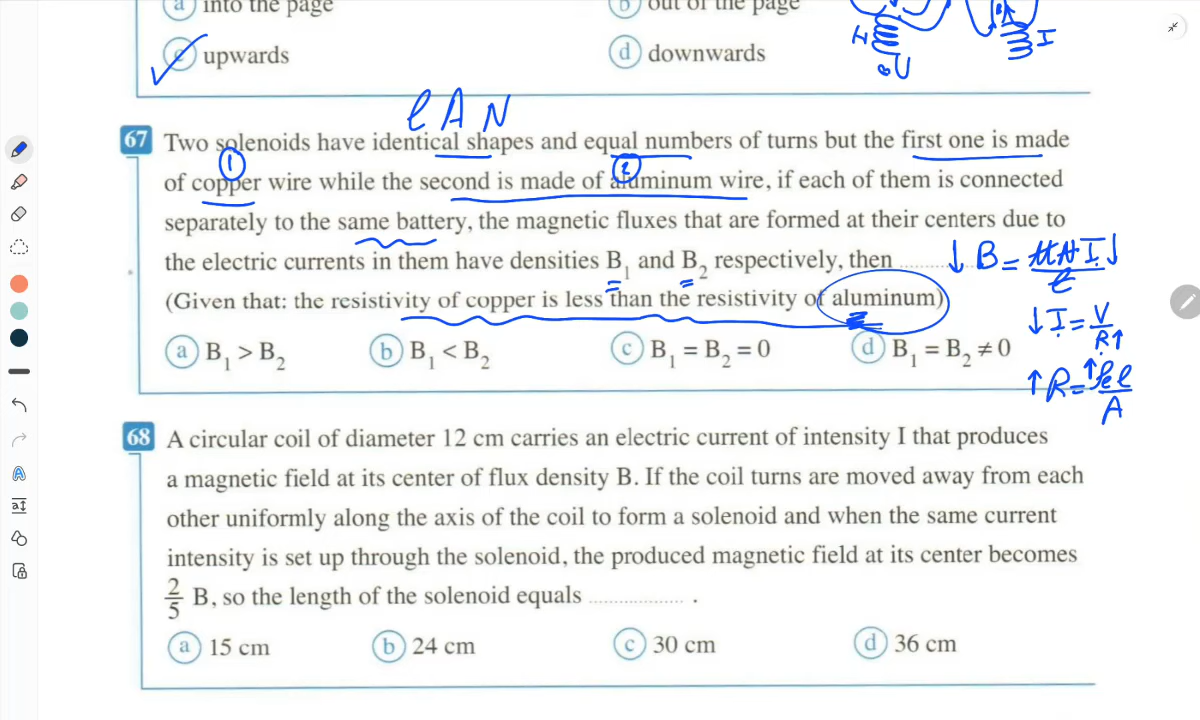 a into the page
b out of the page
c upwards
d downwards
I
I
l A N
67 Two solenoids have identical shapes and equal numbers of turns but the first one is made
1
2
of copper wire while the second is made of aluminum wire, if each of them is connected
separately to the same battery, the magnetic fluxes that are formed at their centers due to
the electric currents in them have densities B₁ and B₂ respectively, then ..........
↓ B = μNI↓ / l
(Given that: the resistivity of copper is less than the resistivity of aluminum)
↓ I = V / R↑
a B₁ > B₂
b B₁ < B₂
c B₁ = B₂ = 0
d B₁ = B₂ ≠ 0
↑ R = ↑ρe l / A
68 A circular coil of diameter 12 cm carries an electric current of intensity I that produces
a magnetic field at its center of flux density B. If the coil turns are moved away from each
other uniformly along the axis of the coil to form a solenoid and when the same current
intensity is set up through the solenoid, the produced magnetic field at its center becomes
2/5 B, so the length of the solenoid equals .................. .
a 15 cm
b 24 cm
c 30 cm
d 36 cm